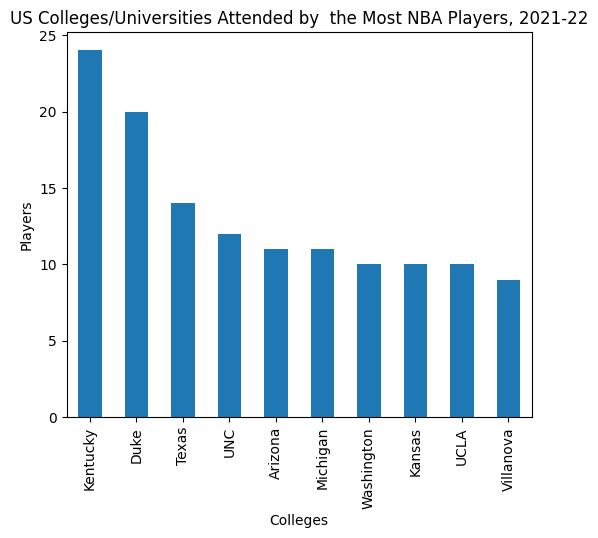 US Colleges/Universities Attended by  the Most NBA Players, 2021-22
25
20
15
10
5
0
Players
Kentucky
Duke
Texas
UNC
Arizona
Michigan
Washington
Kansas
UCLA
Villanova
Colleges